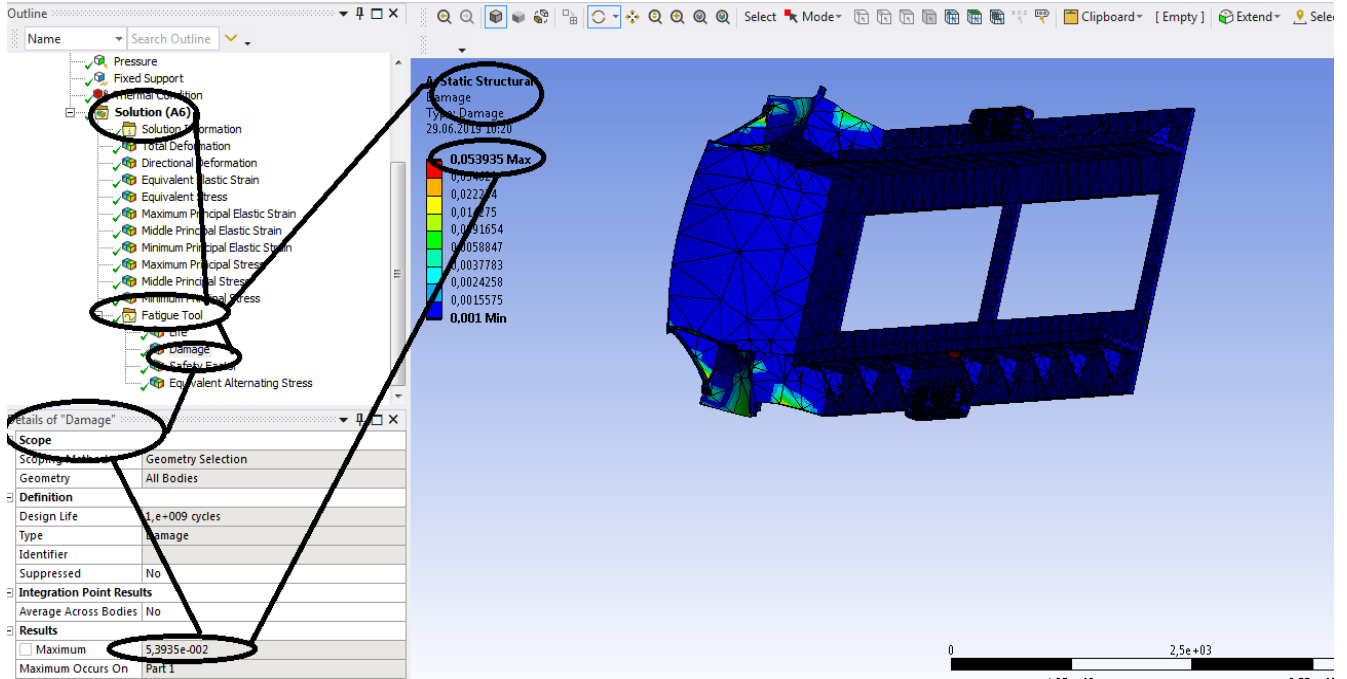 Outline
Select Mode Clipboard [ Empty ] Extend
Name Search Outline
Pressure
Fixed Support
Condition
Solution (A6)
Solution Information
Total Deformation
Directional Deformation
Equivalent Elastic Strain
Equivalent Stress
Maximum Principal Elastic Strain
Middle Principal Elastic Strain
Minimum Principal Elastic Strain
Maximum Principal Stress
Middle Principal Stress
Minimum Principal Stress
Fatigue Tool
Life
Damage
Safety Factor
Equivalent Alternating Stress
A: Static Structural
Damage
Type: Damage
29.06.2019 10:20
0,053935 Max
0,0058847
0,0037783
0,0024258
0,0015575
0,001 Min
Details of "Damage"
Scope
Scoping Method Geometry Selection
Geometry All Bodies
Definition
Design Life 1,e+009 cycles
Type Damage
Identifier
Suppressed No
Integration Point Results
Average Across Bodies No
Results
Maximum 5,3935e-002
Maximum Occurs On Part 1
0 2,5e+03